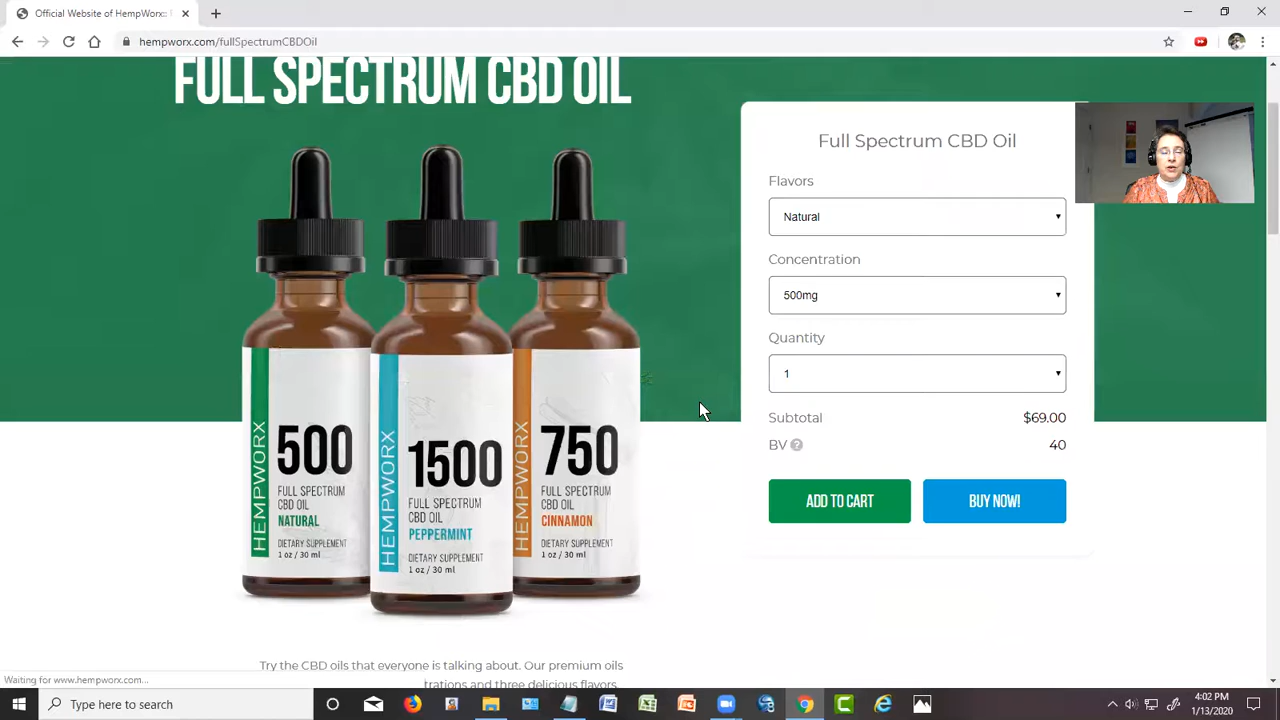 Official Website of HempWorx:
hempworx.com/fullSpectrumCBDOil
FULL SPECTRUM CBD OIL
Full Spectrum CBD Oil
Flavors
Natural
Concentration
500mg
Quantity
1
Subtotal $69.00
BV ? 40
ADD TO CART BUY NOW!
HEMPWORX
500
FULL SPECTRUM
CBD OIL
NATURAL
DIETARY SUPPLEMENT
1 oz / 30 ml
HEMPWORX
1500
FULL SPECTRUM
CBD OIL
PEPPERMINT
DIETARY SUPPLEMENT
1 oz / 30 ml
HEMPWORX
750
FULL SPECTRUM
CBD OIL
CINNAMON
DIETARY SUPPLEMENT
1 oz / 30 ml
Try the CBD oils that everyone is talking about. Our premium oils
trations and three delicious flavors.
Waiting for www.hempworx.com...
Type here to search
4:02 PM
1/13/2020